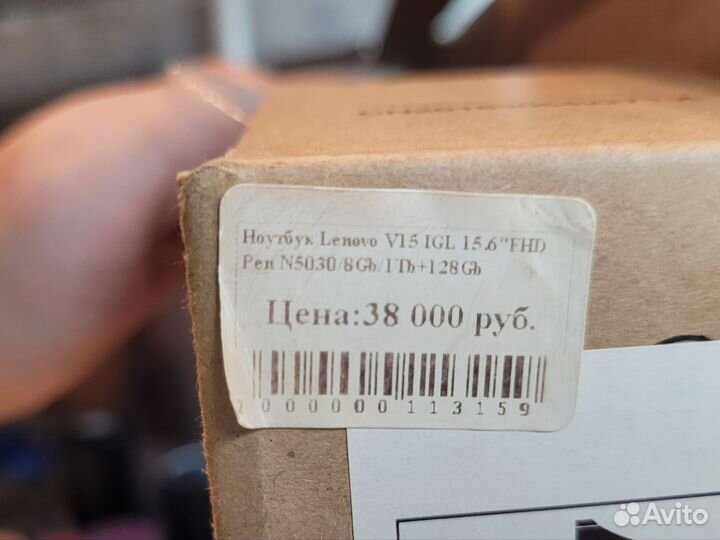 Ноутбук Lenovo V15 IGL 15.6"FHD
Pen N5030/8Gb/1Tb+128Gb
Цена:38 000 руб.
2000000113159
Avito